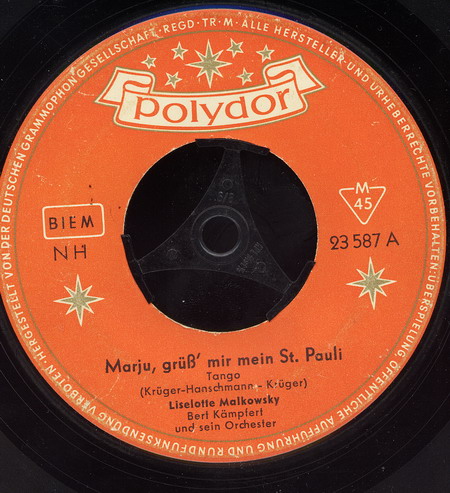 HERGESTELLT VON DER DEUTSCHEN GRAMMOPHON GESELLSCHAFT · REGD · TR · M · ALLE HERSTELLER- UND URHEBERRECHTE VORBEHALTEN · ÜBERSPIELUNG, ÖFFENTLICHE AUFFÜHRUNG UND RUNDFUNKSENDUNG VERBOTEN ·
polydor
BIEM
NH
M
45
23 587 A
Marju, grüß' mir mein St. Pauli
Tango
(Krüger-Hanschmann - Krüger)
Liselotte Malkowsky
Bert Kämpfert
und sein Orchester